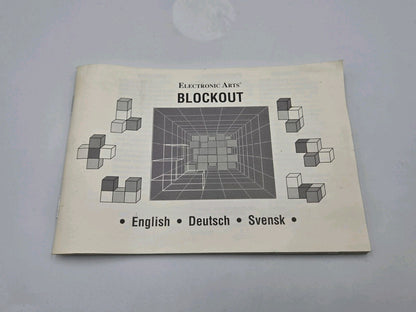 ELECTRONIC ARTS®
BLOCKOUT
• English • Deutsch • Svensk •